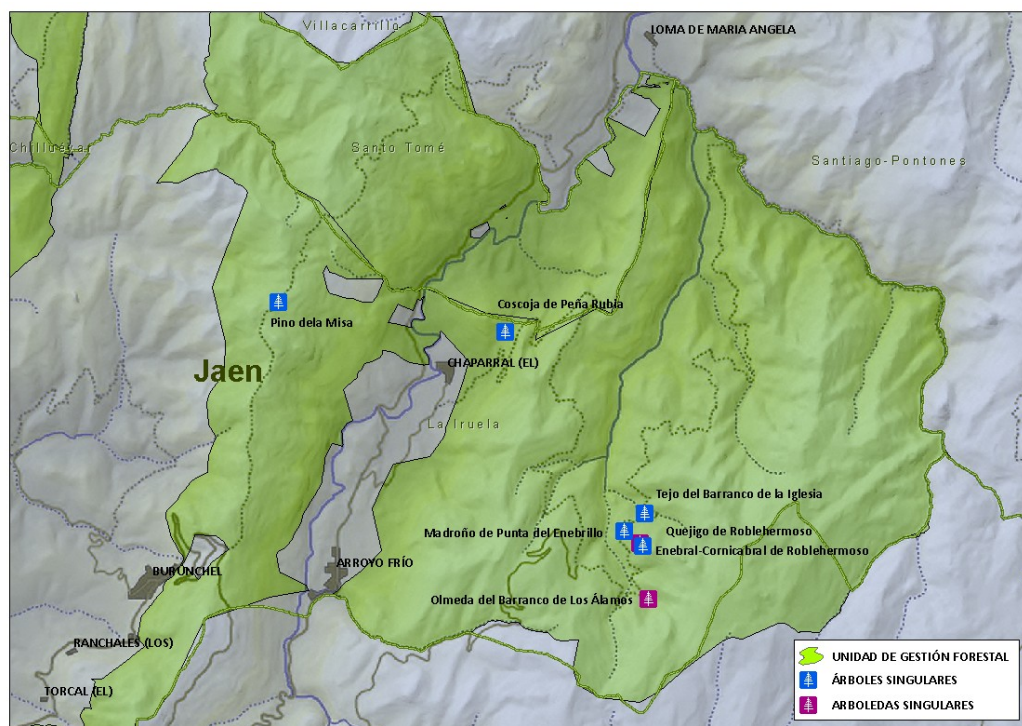 Villacarrillo
LOMA DE MARIA ANGELA
Chilluévar
Santo Tomé
Santiago-Pontones
Coscoja de Peña Rubia
Pino dela Misa
CHAPARRAL (EL)
Jaen
La Iruela
Tejo del Barranco de la Iglesia
Madroño de Punta del Enebrillo
Quejigo de Roblehermoso
Enebral-Cornicabral de Roblehermoso
BURUNCHEL
ARROYO FRÍO
Olmeda del Barranco de Los Álamos
RANCHALES (LOS)
TORCAL (EL)
UNIDAD DE GESTIÓN FORESTAL
ÁRBOLES SINGULARES
ARBOLEDAS SINGULARES